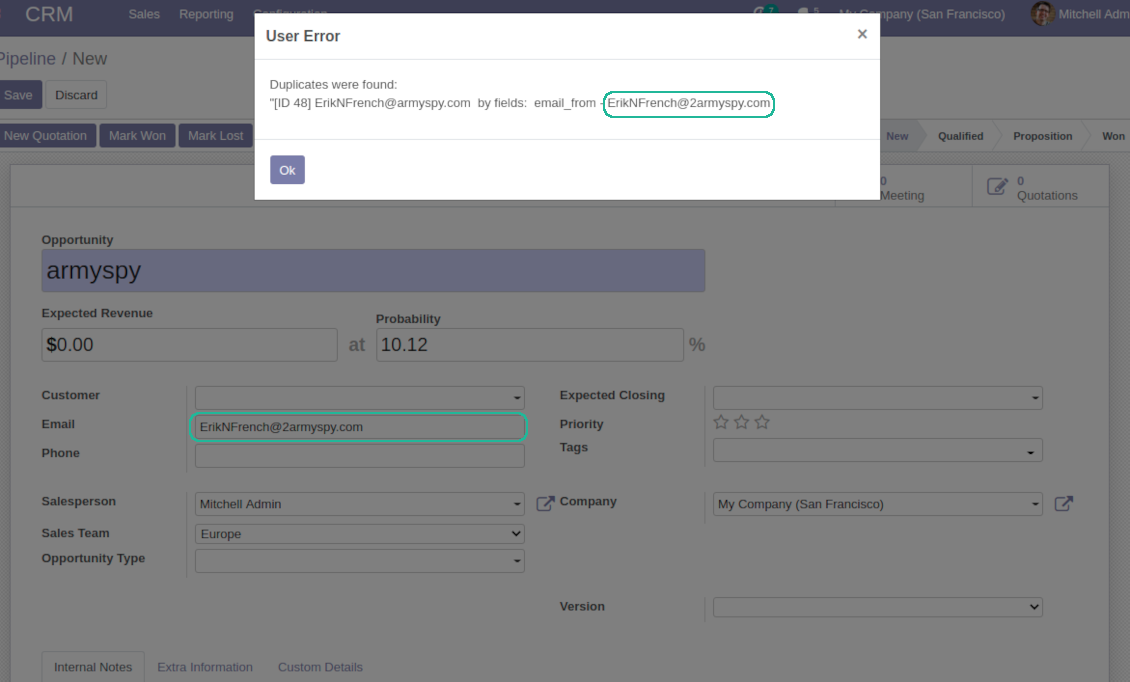 CRM
Sales Reporting Configuration
7 5 My Company (San Francisco) Mitchell Adm
Pipeline / New
Save Discard
New Quotation Mark Won Mark Lost
New Qualified Proposition Won
User Error ×
Duplicates were found:
"[ID 48] ErikNFrench@armyspy.com by fields: email_from - ErikNFrench@2armyspy.com
Ok
0
Meeting
0
Quotations
Opportunity
armyspy
Expected Revenue
$0.00 at
Probability
10.12 %
Customer
Email ErikNFrench@2armyspy.com
Phone
Expected Closing
Priority
Tags
Salesperson Mitchell Admin
Sales Team Europe
Opportunity Type
Company My Company (San Francisco)
Version
Internal Notes Extra Information Custom Details